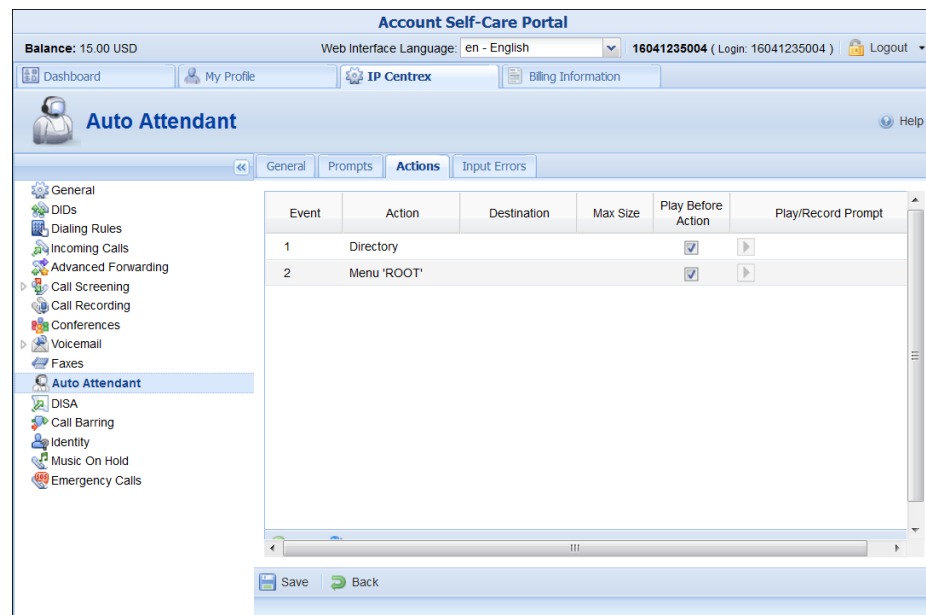 Account Self-Care Portal
Balance: 15.00 USD Web Interface Language: en - English 16041235004 ( Login: 16041235004 ) Logout
Dashboard My Profile IP Centrex Billing Information
Auto Attendant Help
General Prompts Actions Input Errors
General
DIDs
Dialing Rules
Incoming Calls
Advanced Forwarding
Call Screening
Call Recording
Conferences
Voicemail
Faxes
Auto Attendant
DISA
Call Barring
Identity
Music On Hold
Emergency Calls
Event Action Destination Max Size Play Before Action Play/Record Prompt
1 Directory
2 Menu 'ROOT'
Save Back